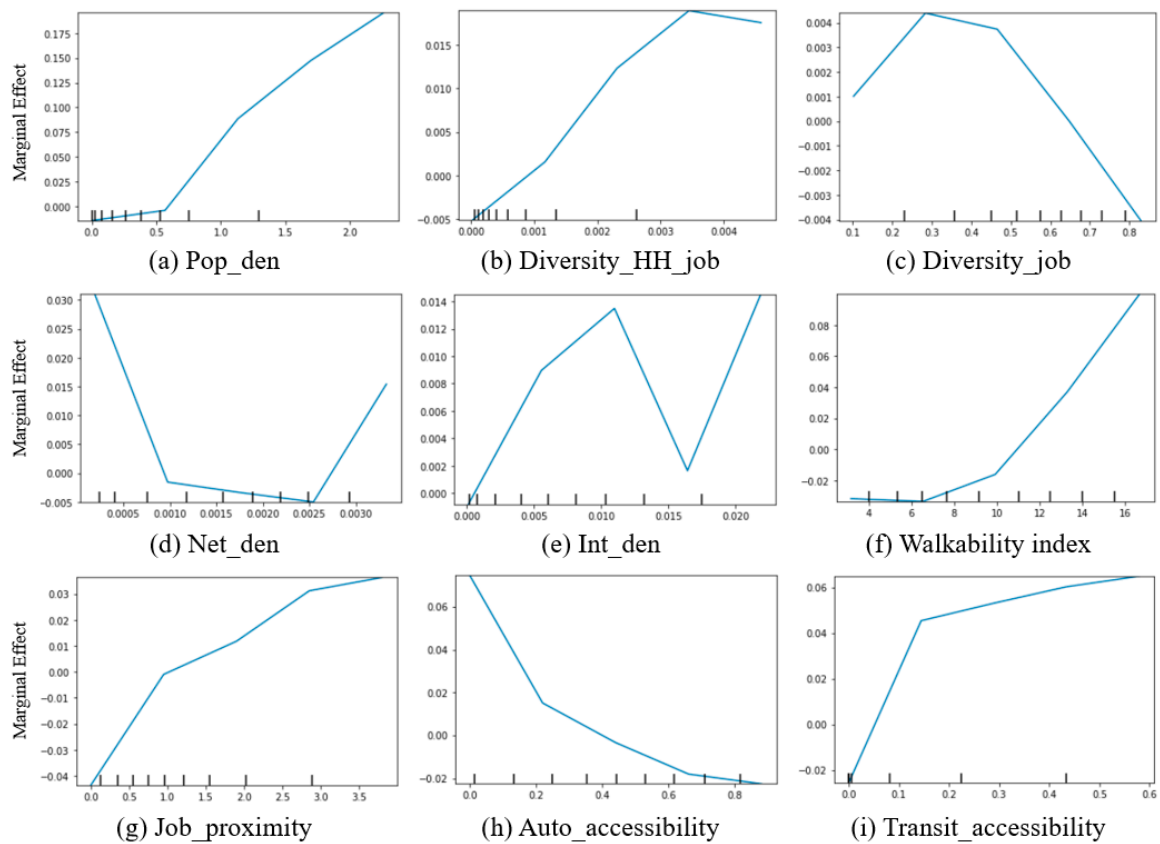 Marginal Effect
0.175
0.150
0.125
0.100
0.075
0.050
0.025
0.000
0.0 0.5 1.0 1.5 2.0
(a) Pop_den
0.015
0.010
0.005
0.000
−0.005
0.000 0.001 0.002 0.003 0.004
(b) Diversity_HH_job
0.004
0.003
0.002
0.001
0.000
−0.001
−0.002
−0.003
−0.004
0.1 0.2 0.3 0.4 0.5 0.6 0.7 0.8
(c) Diversity_job
Marginal Effect
0.030
0.025
0.020
0.015
0.010
0.005
0.000
−0.005
0.0005 0.0010 0.0015 0.0020 0.0025 0.0030
(d) Net_den
0.014
0.012
0.010
0.008
0.006
0.004
0.002
0.000
0.000 0.005 0.010 0.015 0.020
(e) Int_den
0.08
0.06
0.04
0.02
0.00
−0.02
4 6 8 10 12 14 16
(f) Walkability index
Marginal Effect
0.03
0.02
0.01
0.00
−0.01
−0.02
−0.03
−0.04
0.0 0.5 1.0 1.5 2.0 2.5 3.0 3.5
(g) Job_proximity
0.06
0.04
0.02
0.00
−0.02
0.0 0.2 0.4 0.6 0.8
(h) Auto_accessibility
0.06
0.04
0.02
0.00
−0.02
0.0 0.1 0.2 0.3 0.4 0.5 0.6
(i) Transit_accessibility